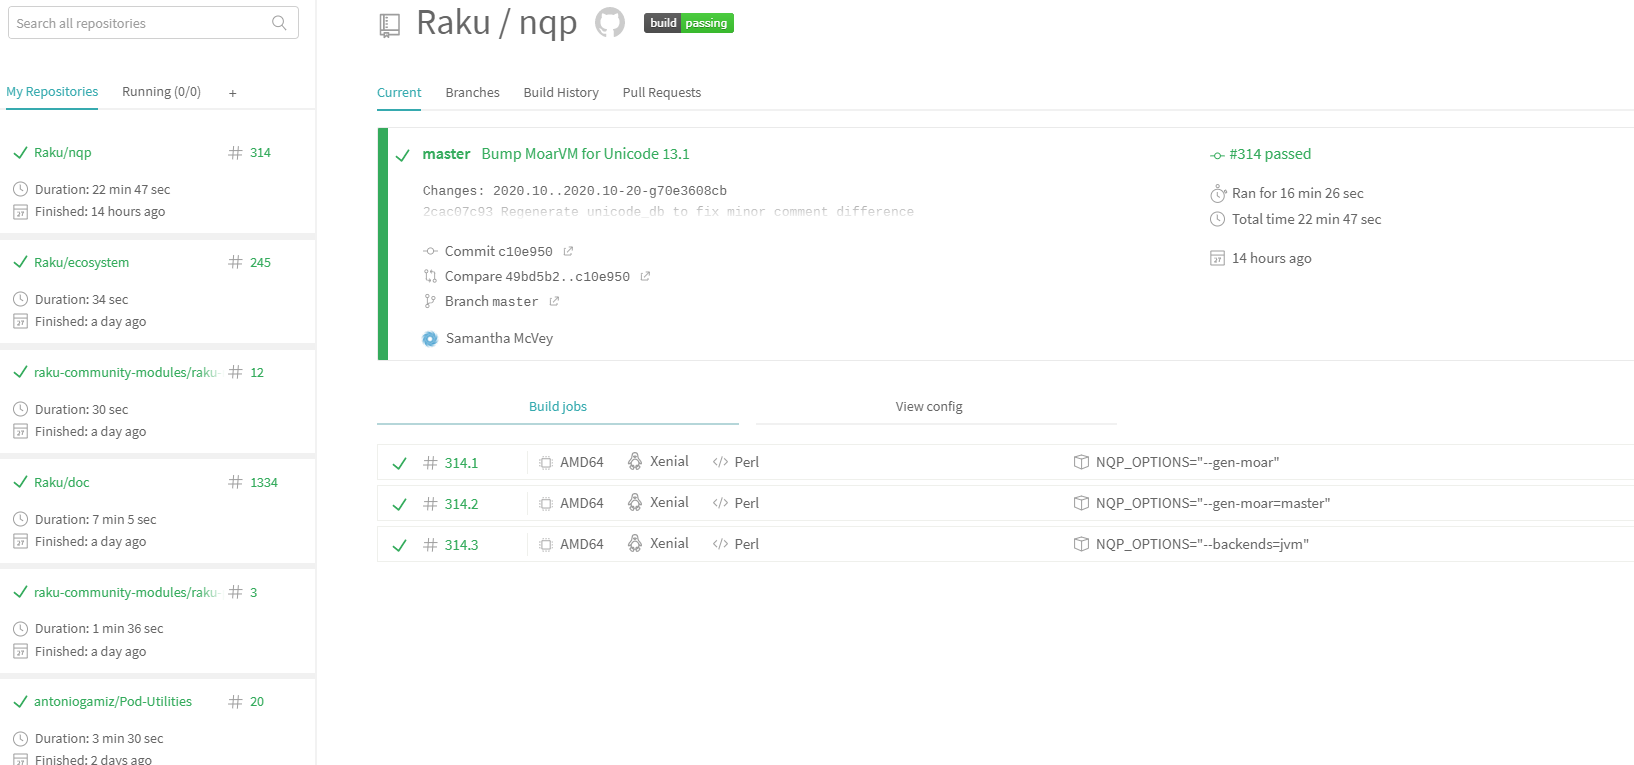 Search all repositories
My Repositories Running (0/0) +
Raku/nqp # 314
Duration: 22 min 47 sec
Finished: 14 hours ago
Raku/ecosystem # 245
Duration: 34 sec
Finished: a day ago
raku-community-modules/raku- # 12
Duration: 30 sec
Finished: a day ago
Raku/doc # 1334
Duration: 7 min 5 sec
Finished: a day ago
raku-community-modules/raku- # 3
Duration: 1 min 36 sec
Finished: a day ago
antoniogamiz/Pod-Utilities # 20
Duration: 3 min 30 sec
Finished: 2 days ago
Raku / nqp build passing
Current Branches Build History Pull Requests
master Bump MoarVM for Unicode 13.1
Changes: 2020.10..2020.10-20-g70e3608cb
2cac07c93 Regenerate unicode_db to fix minor comment difference
Commit c10e950
Compare 49bd5b2..c10e950
Branch master
Samantha McVey
#314 passed
Ran for 16 min 26 sec
Total time 22 min 47 sec
14 hours ago
Build jobs View config
# 314.1 AMD64 Xenial </> Perl NQP_OPTIONS="--gen-moar"
# 314.2 AMD64 Xenial </> Perl NQP_OPTIONS="--gen-moar=master"
# 314.3 AMD64 Xenial </> Perl NQP_OPTIONS="--backends=jvm"